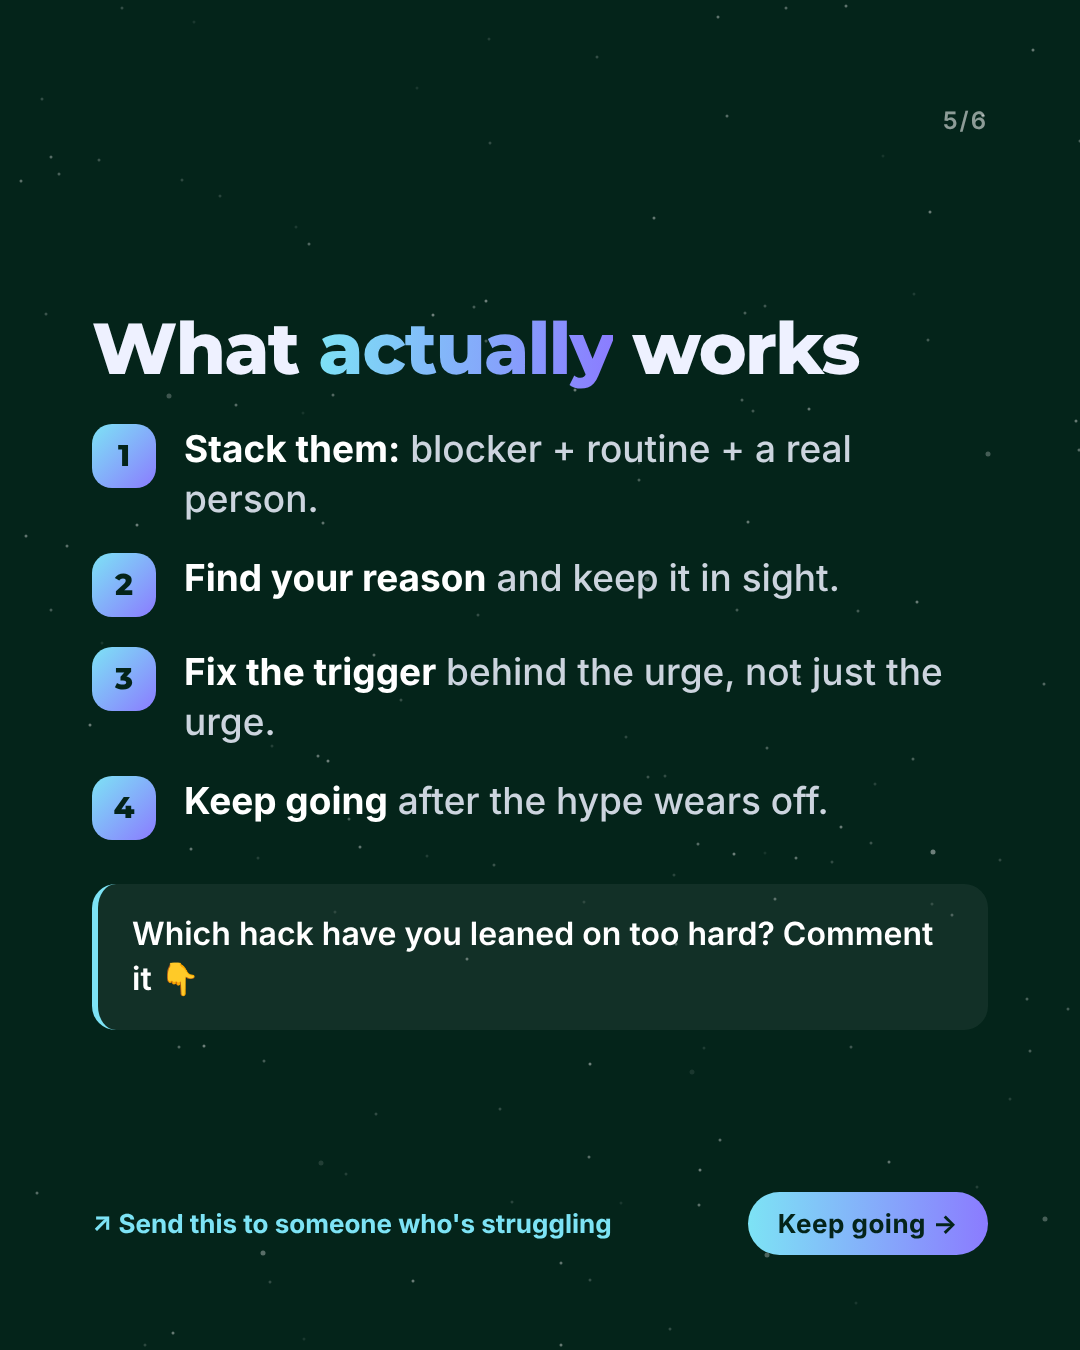 5/6
What actually works
1
Stack them: blocker + routine + a real
person.
2
Find your reason and keep it in sight.
3
Fix the trigger behind the urge, not just the
urge.
4
Keep going after the hype wears off.
Which hack have you leaned on too hard? Comment
it 👇
↗ Send this to someone who's struggling
Keep going →